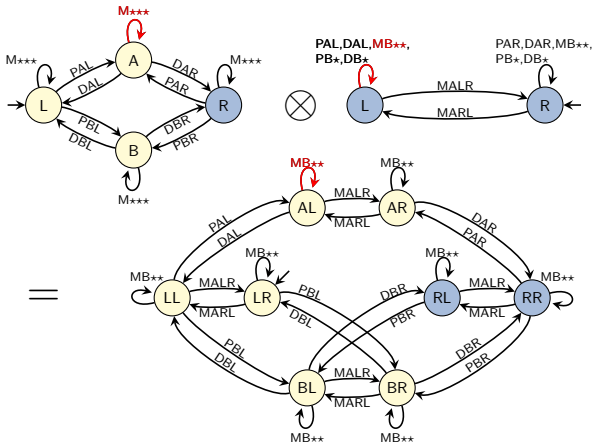 M⋆⋆⋆
PAL,DAL,MB⋆⋆,
PAR,DAR,MB⋆⋆,
M⋆⋆⋆
PAL
A
DAR
M⋆⋆⋆
PB⋆,DB⋆
PB⋆,DB⋆
DAL
PAR
MALR
L
R
⊗
L
R
PBL
DBR
MARL
DBL
B
PBR
M⋆⋆⋆
MB⋆⋆
MB⋆⋆
MALR
AL
AR
PAL
MARL
DAR
DAL
PAR
MB⋆⋆
MB⋆⋆
MB⋆⋆
MALR
PBL
DBR
MALR
MB⋆⋆
=
LL
LR
RL
RR
MARL
DBL
PBR
MARL
PBL
DBR
DBL
MALR
PBR
BL
BR
MARL
MB⋆⋆
MB⋆⋆